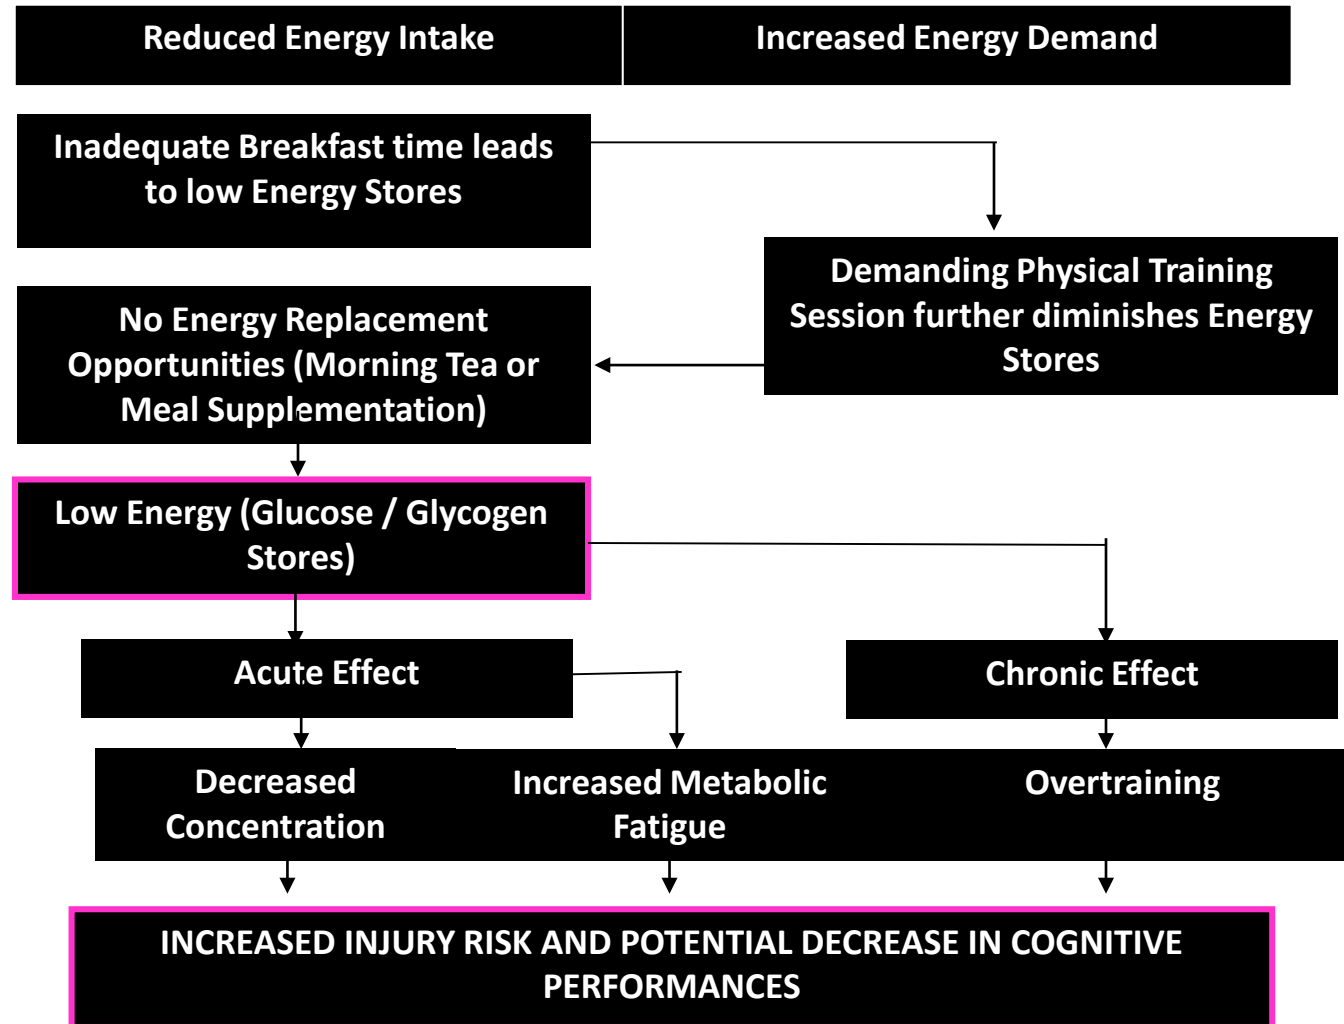 Reduced Energy Intake
Increased Energy Demand
Inadequate Breakfast time leads
to low Energy Stores
Demanding Physical Training
Session further diminishes Energy
Stores
No Energy Replacement
Opportunities (Morning Tea or
Meal Supplementation)
Low Energy (Glucose / Glycogen
Stores)
Acute Effect
Chronic Effect
Decreased
Concentration
Increased Metabolic
Fatigue
Overtraining
INCREASED INJURY RISK AND POTENTIAL DECREASE IN COGNITIVE
PERFORMANCES